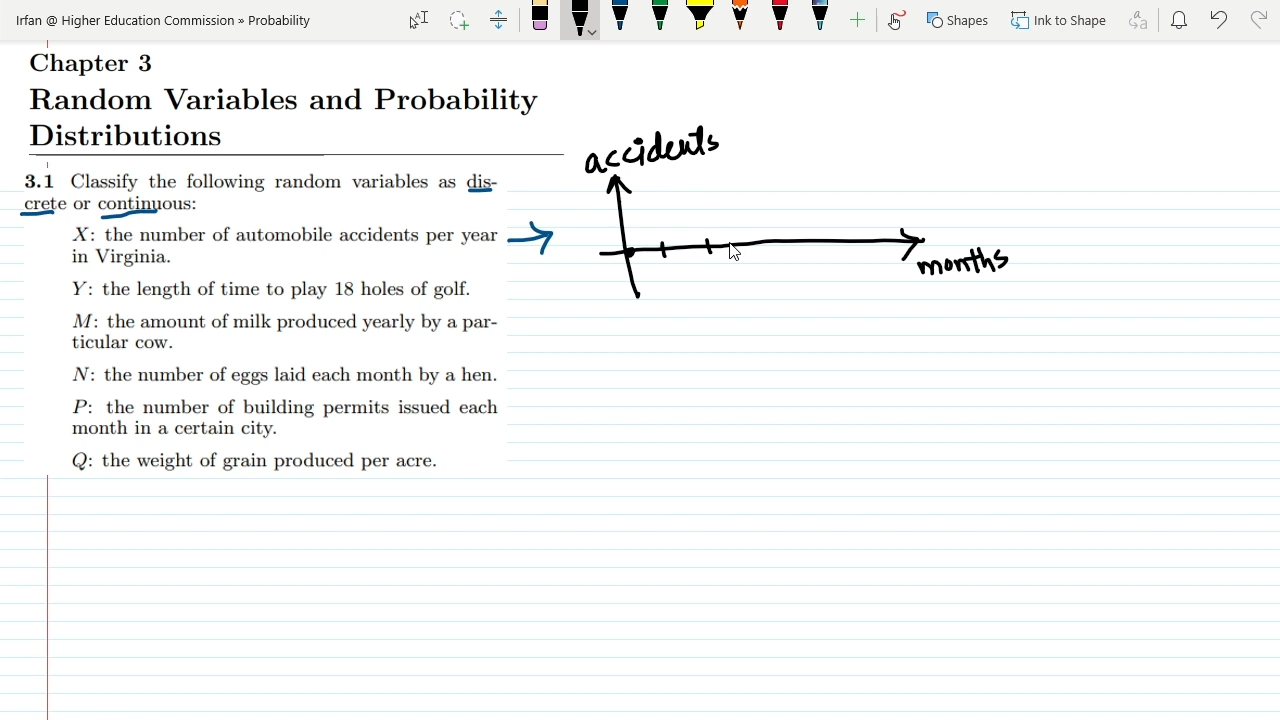 Irfan @ Higher Education Commission » Probability
Shapes
Ink to Shape
Chapter 3
Random Variables and Probability
Distributions
3.1 Classify the following random variables as dis-
crete or continuous:
X: the number of automobile accidents per year
in Virginia.
Y: the length of time to play 18 holes of golf.
M: the amount of milk produced yearly by a par-
ticular cow.
N: the number of eggs laid each month by a hen.
P: the number of building permits issued each
month in a certain city.
Q: the weight of grain produced per acre.
accidents
months